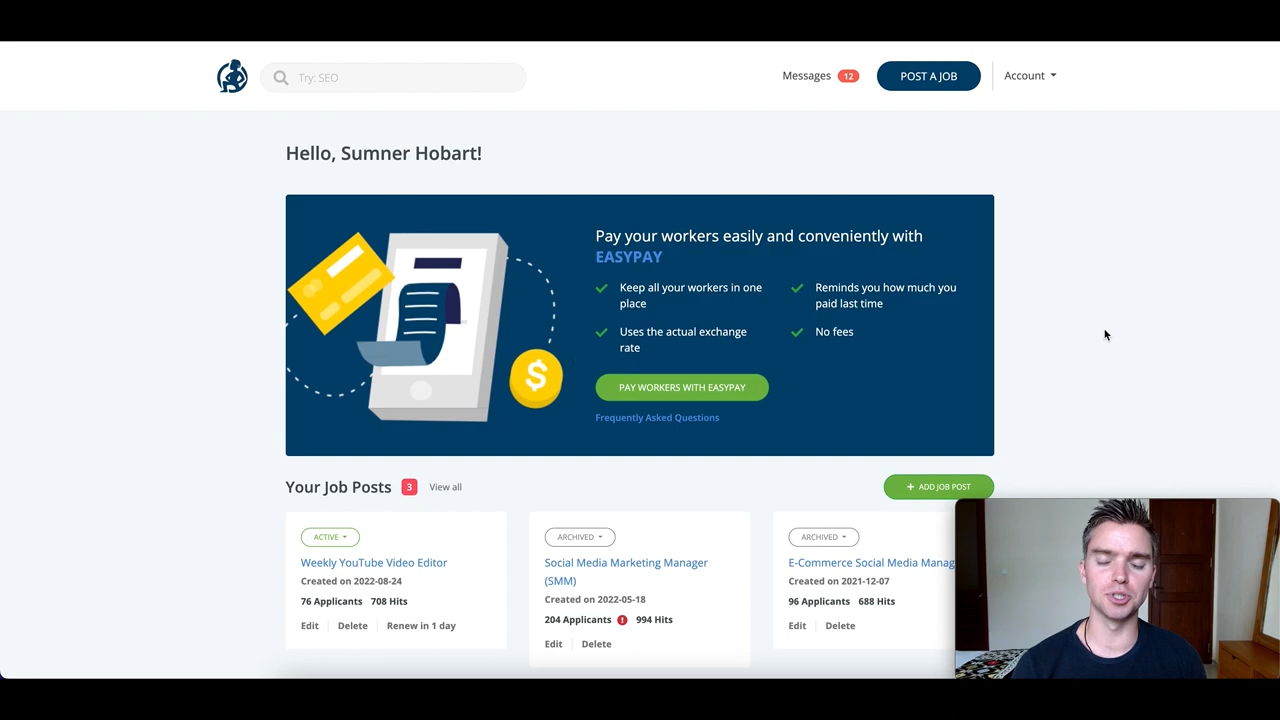 Try: SEO
Messages 12
POST A JOB
Account
Hello, Sumner Hobart!
Pay your workers easily and conveniently with
EASYPAY
Keep all your workers in one
place
Reminds you how much you
paid last time
Uses the actual exchange
rate
No fees
PAY WORKERS WITH EASYPAY
Frequently Asked Questions
$
Your Job Posts 3 View all
+ ADD JOB POST
ACTIVE
Weekly YouTube Video Editor
Created on 2022-08-24
76 Applicants 708 Hits
Edit Delete Renew in 1 day
ARCHIVED
Social Media Marketing Manager
(SMM)
Created on 2022-05-18
204 Applicants ! 994 Hits
Edit Delete
ARCHIVED
E-Commerce Social Media Manag
Created on 2021-12-07
96 Applicants 688 Hits
Edit Delete